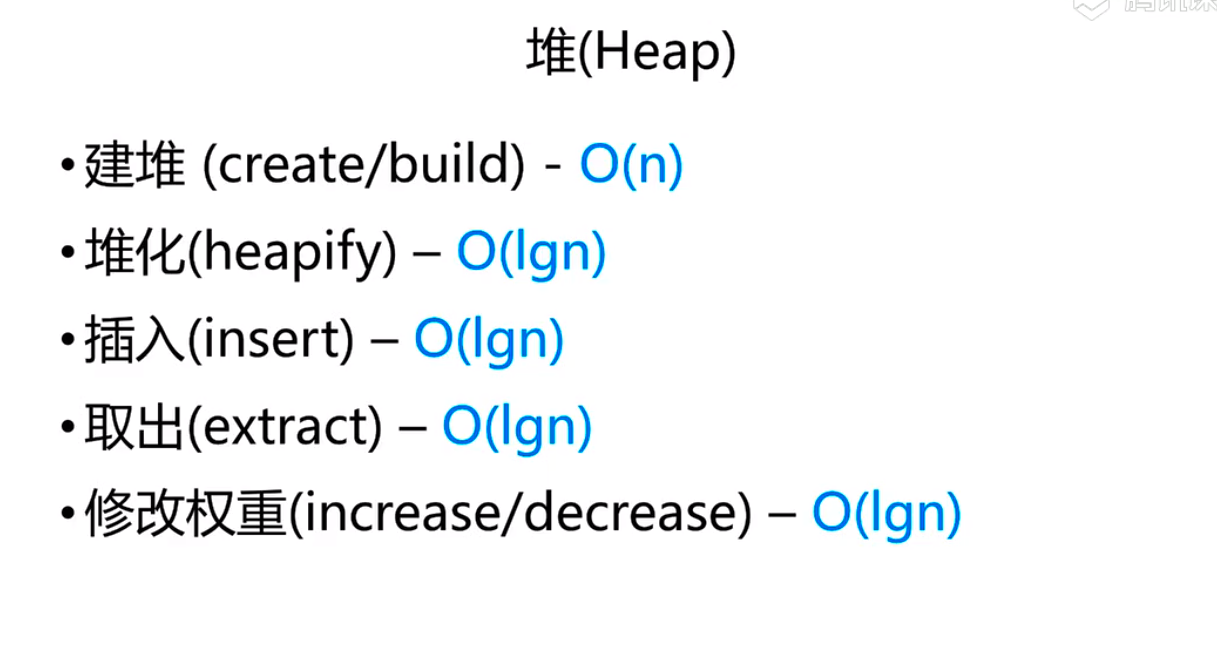 堆(Heap)
•建堆 (create/build) - O(n)
•堆化(heapify) – O(lgn)
•插入(insert) – O(lgn)
•取出(extract) – O(lgn)
•修改权重(increase/decrease) – O(lgn)